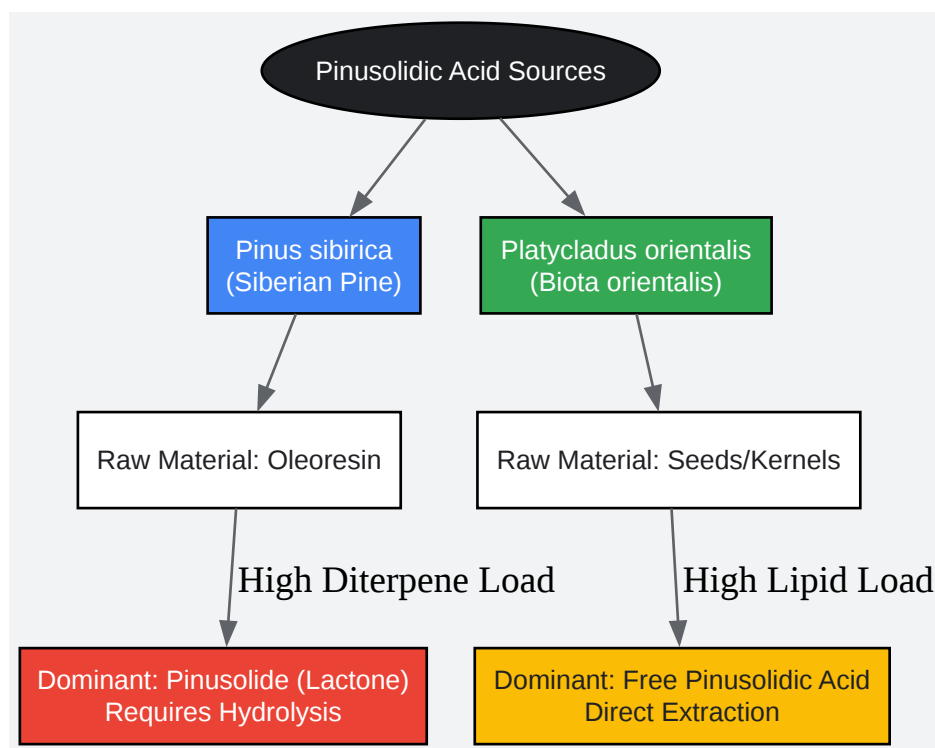 Pinusolidic Acid Sources
Pinus sibirica
(Siberian Pine)
Platycladus orientalis
(Biota orientalis)
Raw Material: Oleoresin
Raw Material: Seeds/Kernels
High Diterpene Load
High Lipid Load
Dominant: Pinusolide (Lactone)
Requires Hydrolysis
Dominant: Free Pinusolidic Acid
Direct Extraction